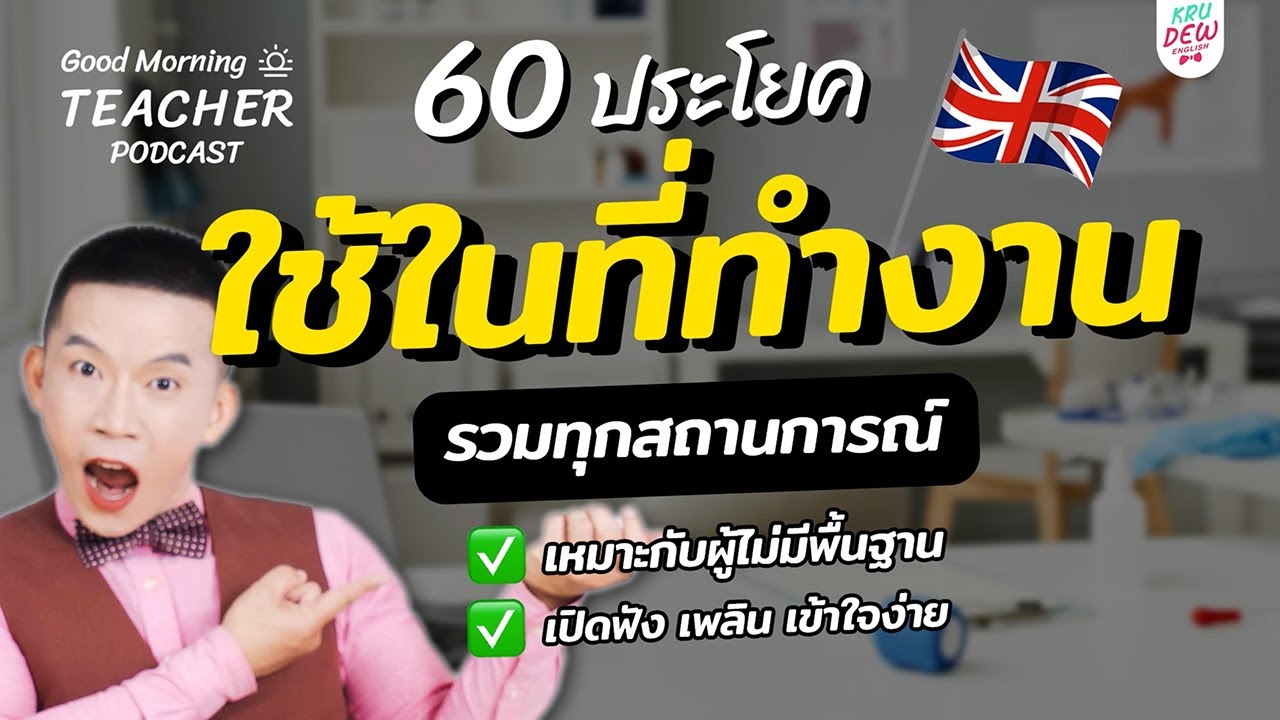 Good Morning
TEACHER
PODCAST
60 ประโยค
KRU
DEW
ENGLISH
ใช้ในที่ทำงาน
รวมทุกสถานการณ์
เหมาะกับผู้ไม่มีพื้นฐาน
เปิดฟัง เพลิน เข้าใจง่าย